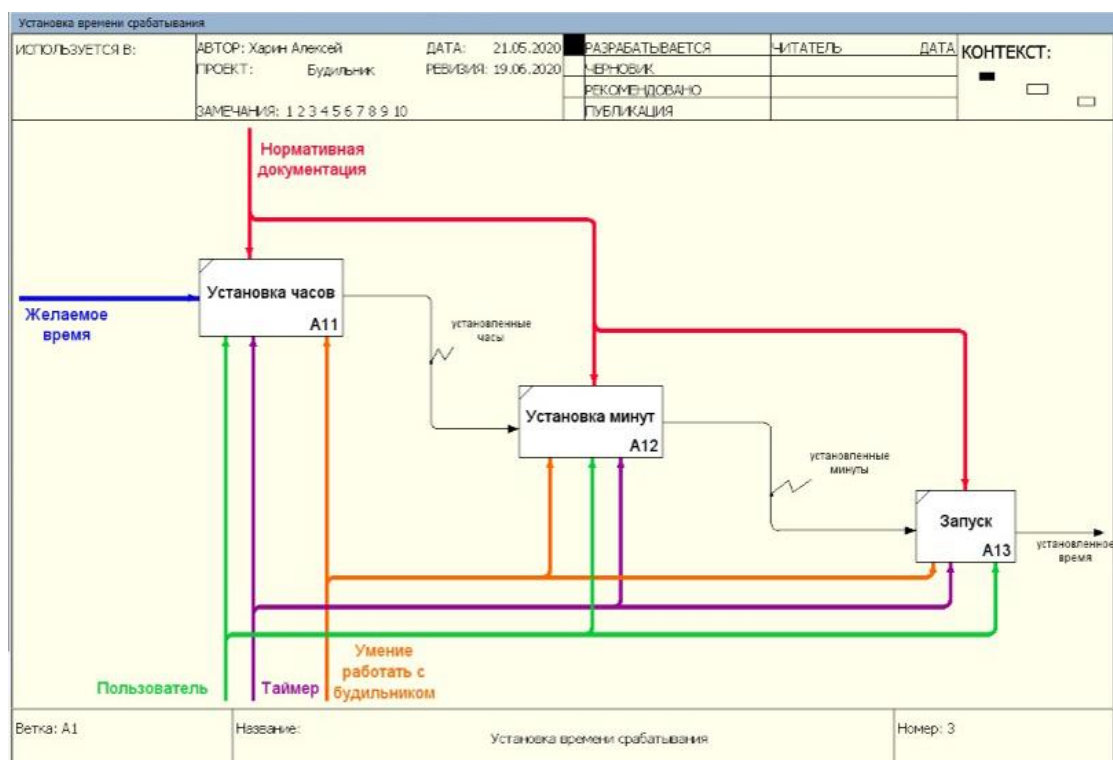 Установка времени срабатывания
ИСПОЛЬЗУЕТСЯ В:
АВТОР: Харин Алексей
ДАТА: 21.05.2020
ПРОЕКТ: Будильник
РЕВИЗИЯ: 19.06.2020
ЗАМЕЧАНИЯ: 1 2 3 4 5 6 7 8 9 10
РАЗРАБАТЫВАЕТСЯ
ЧЕРНОВИК
РЕКОМЕНДОВАНО
ПУБЛИКАЦИЯ
ЧИТАТЕЛЬ
ДАТА
КОНТЕКСТ:
Нормативная
документация
Желаемое
время
Установка часов
A11
установленные
часы
Установка минут
A12
установленные
минуты
Запуск
A13
установленное
время
Пользователь
Таймер
Умение
работать с
будильником
Ветка: A1
Название:
Установка времени срабатывания
Номер: 3